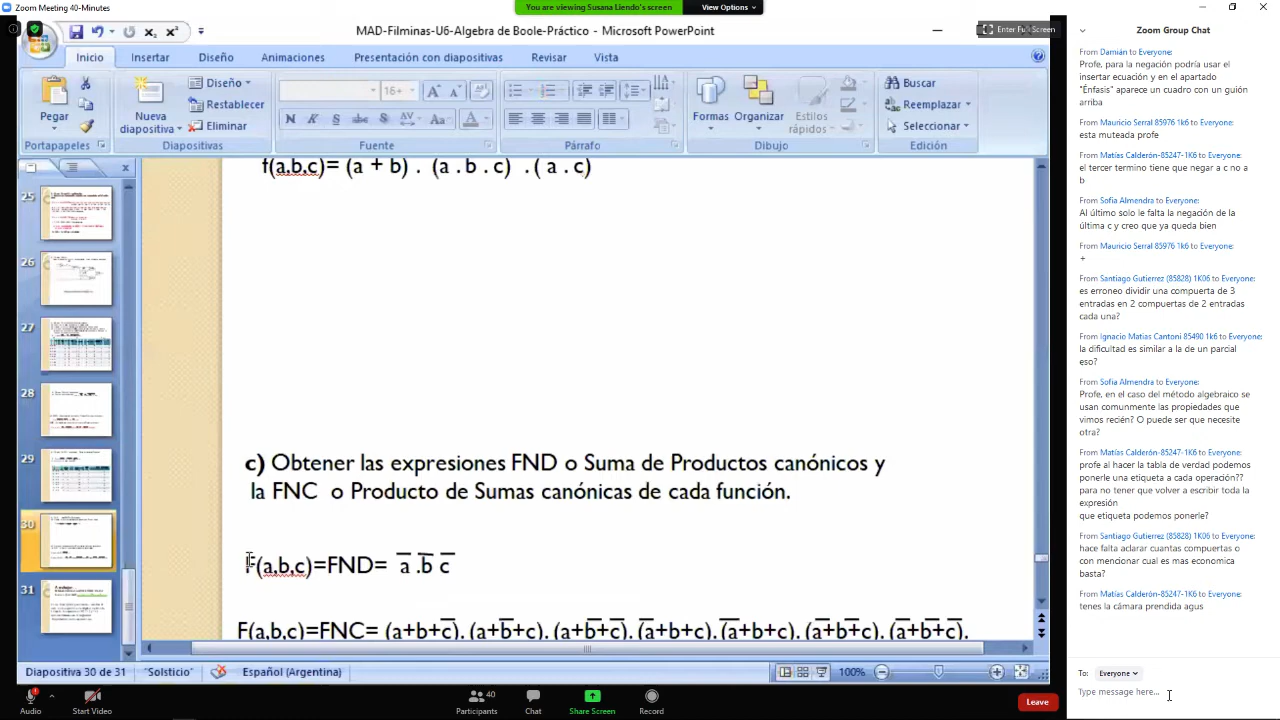 Zoom Meeting 40-Minutes
You are viewing Susana Liendo's screen
View Options
MAD-Filminas-U3- Algebra de Boole-Práctico - Microsoft PowerPoint
Enter Full Screen
Inicio Insertar Diseño Animaciones Presentación con diapositivas Revisar Vista
Pegar
Portapapeles
Nueva diapositiva
Diseño
Restablecer
Eliminar
Diapositivas
18
Fuente
Párrafo
Formas
Organizar
Estilos rápidos
Dibujo
Buscar
Reemplazar
Seleccionar
Edición
25
26
27
28
29
30
31
f(a,b,c)= (a + b) . (a . b . c) . ( a . c)
c) Obtener las expresiones FND o Suma de Productos canónicos y
la FNC o Producto de Sumas canónicas de cada función.
F(a,b,c)=FND= a̅ .b̅ c̅
F(a,b,c)=FNC= (a+b+c̅). (a+b̅+c). (a+b̅+c̅). (a̅+b+c). (a̅+b+c̅). (a̅+b̅+c). (a̅+b̅+c̅).
Diapositiva 30 de 31
"Solsticio"
Español (Argentina)
100%
Audio
Start Video
Participants
40
Chat
Share Screen
Record
Leave
Zoom Group Chat
From Damián to Everyone:
Profe, para la negación podría usar el
insertar ecuación y en el apartado
"Énfasis" aparece un cuadro con un guión
arriba
From Mauricio Serral 85976 1k6 to Everyone:
esta muteada profe
From Matías Calderón-85247-1K6 to Everyone:
el tercer termino tiene que negar a c no a
b
From Sofia Almendra to Everyone:
Al último solo le falta la negación de la
última c y creo que ya queda bien
From Mauricio Serral 85976 1k6 to Everyone:
+
From Santiago Gutierrez (85828) 1K06 to Everyone:
es erroneo dividir una compuerta de 3
entradas en 2 compuertas de 2 entradas
cada una?
From Ignacio Matias Cantoni 85490 1k6 to Everyone:
la dificultad es similar a la de un parcial
eso?
From Sofia Almendra to Everyone:
Profe, en el caso del método algebraico se
usan comunmente las propiedades que
vimos recién? O puede ser que necesite
otra?
From Matías Calderón-85247-1K6 to Everyone:
profe al hacer la tabla de verdad podemos
ponerle una etiqueta a cada operación??
para no tener que volver a escribir toda la
expresión
que etiqueta podemos ponerle?
From Santiago Gutierrez (85828) 1K06 to Everyone:
hace falta aclarar cuantas compuertas o
con mencionar cual es mas economica
basta?
From Matías Calderón-85247-1K6 to Everyone:
tenes la cámara prendida agus
To: Everyone
Type message here...